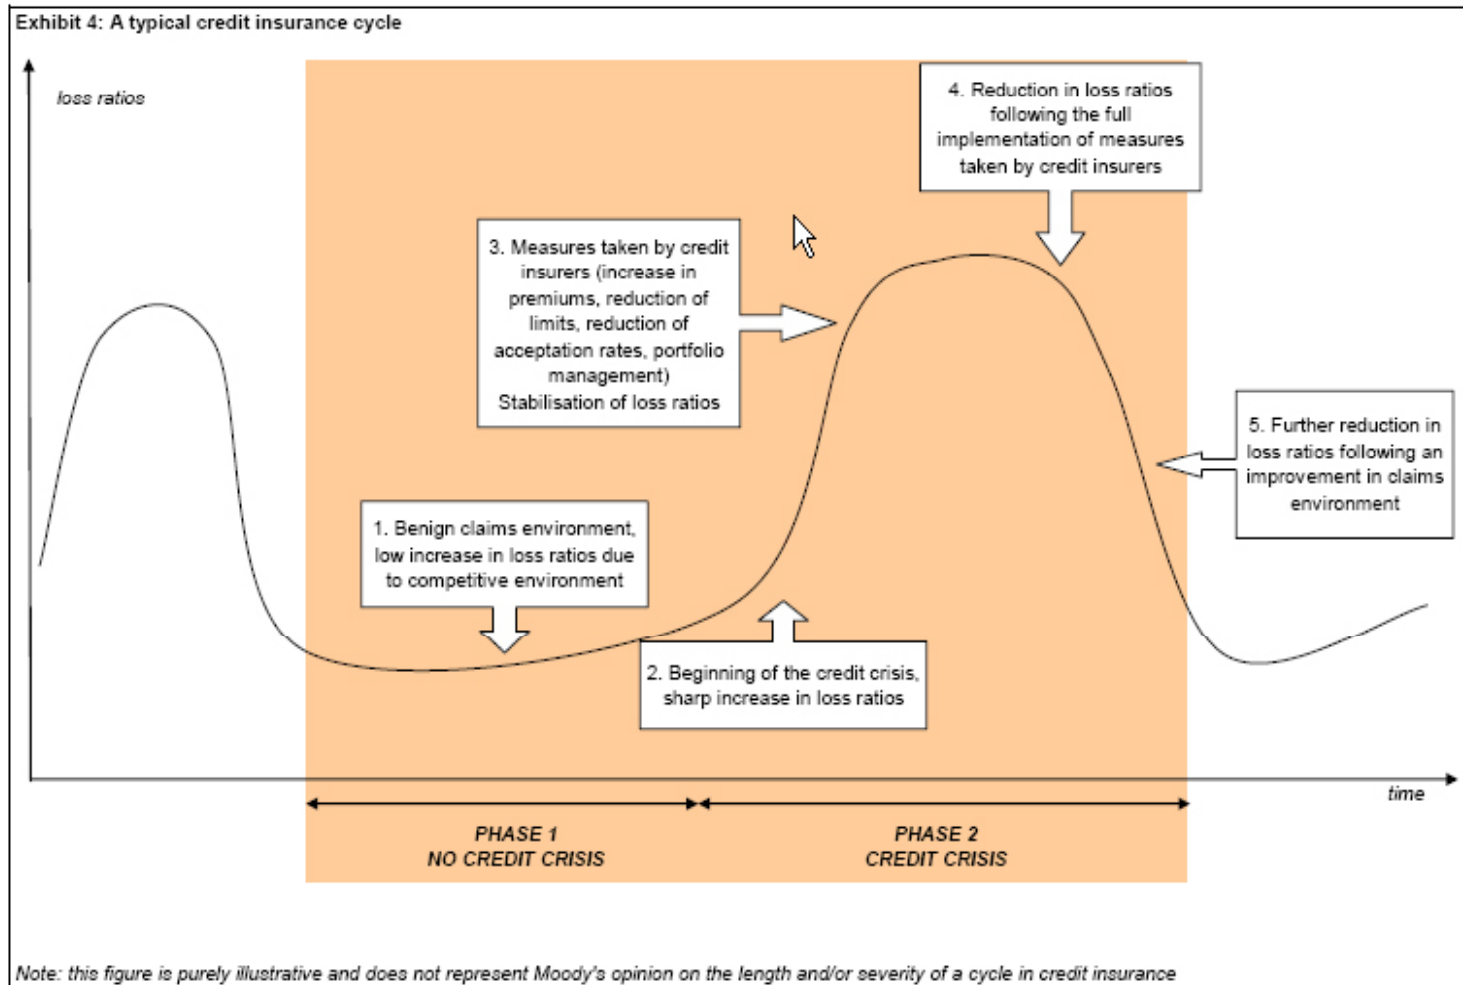 Exhibit 4: A typical credit insurance cycle
loss ratios
4. Reduction in loss ratios
following the full
implementation of measures
taken by credit insurers
3. Measures taken by credit
insurers (increase in
premiums, reduction of
limits, reduction of
acceptation rates, portfolio
management)
Stabilisation of loss ratios
5. Further reduction in
loss ratios following an
improvement in claims
environment
1. Benign claims environment,
low increase in loss ratios due
to competitive environment
2. Beginning of the credit crisis,
sharp increase in loss ratios
time
PHASE 1
NO CREDIT CRISIS
PHASE 2
CREDIT CRISIS
Note: this figure is purely illustrative and does not represent Moody's opinion on the length and/or severity of a cycle in credit insurance